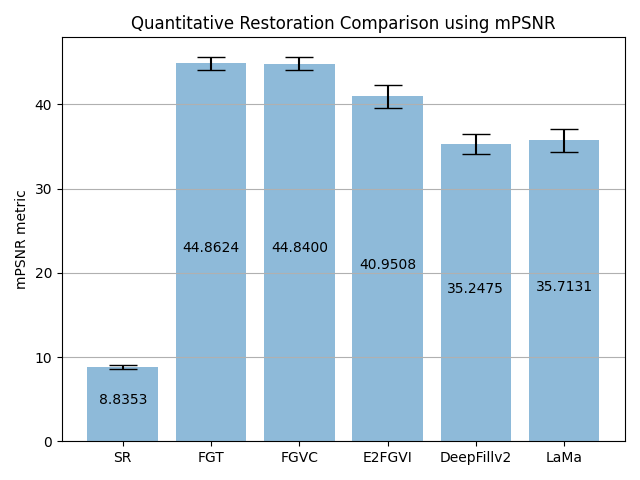 Quantitative Restoration Comparison using mPSNR
mPSNR metric
40
30
20
10
0
8.8353
44.8624
44.8400
40.9508
35.2475
35.7131
SR
FGT
FGVC
E2FGVI
DeepFillv2
LaMa